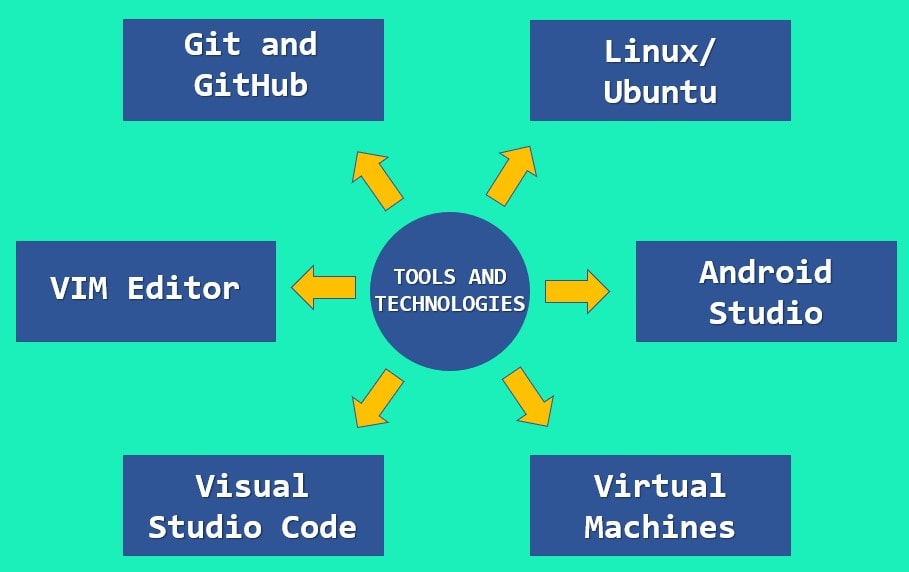 Git and
GitHub
Linux/
Ubuntu
VIM Editor
TOOLS AND
TECHNOLOGIES
Android
Studio
Visual
Studio Code
Virtual
Machines